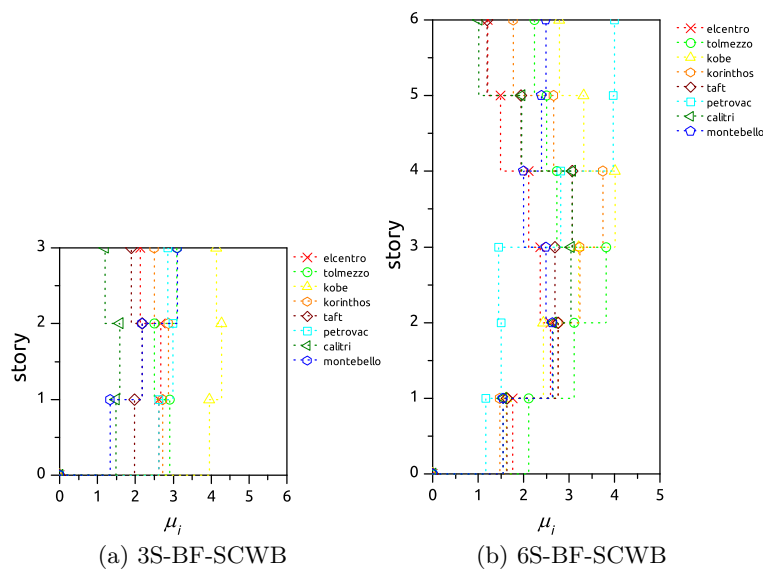 3
2
1
0
story
0 1 2 3 4 5 6
μi
elcentro
tolmezzo
kobe
korinthos
taft
petrovac
calitri
montebello
(a) 3S-BF-SCWB
6
5
4
3
2
1
0
story
0 1 2 3 4 5
μi
elcentro
tolmezzo
kobe
korinthos
taft
petrovac
calitri
montebello
(b) 6S-BF-SCWB